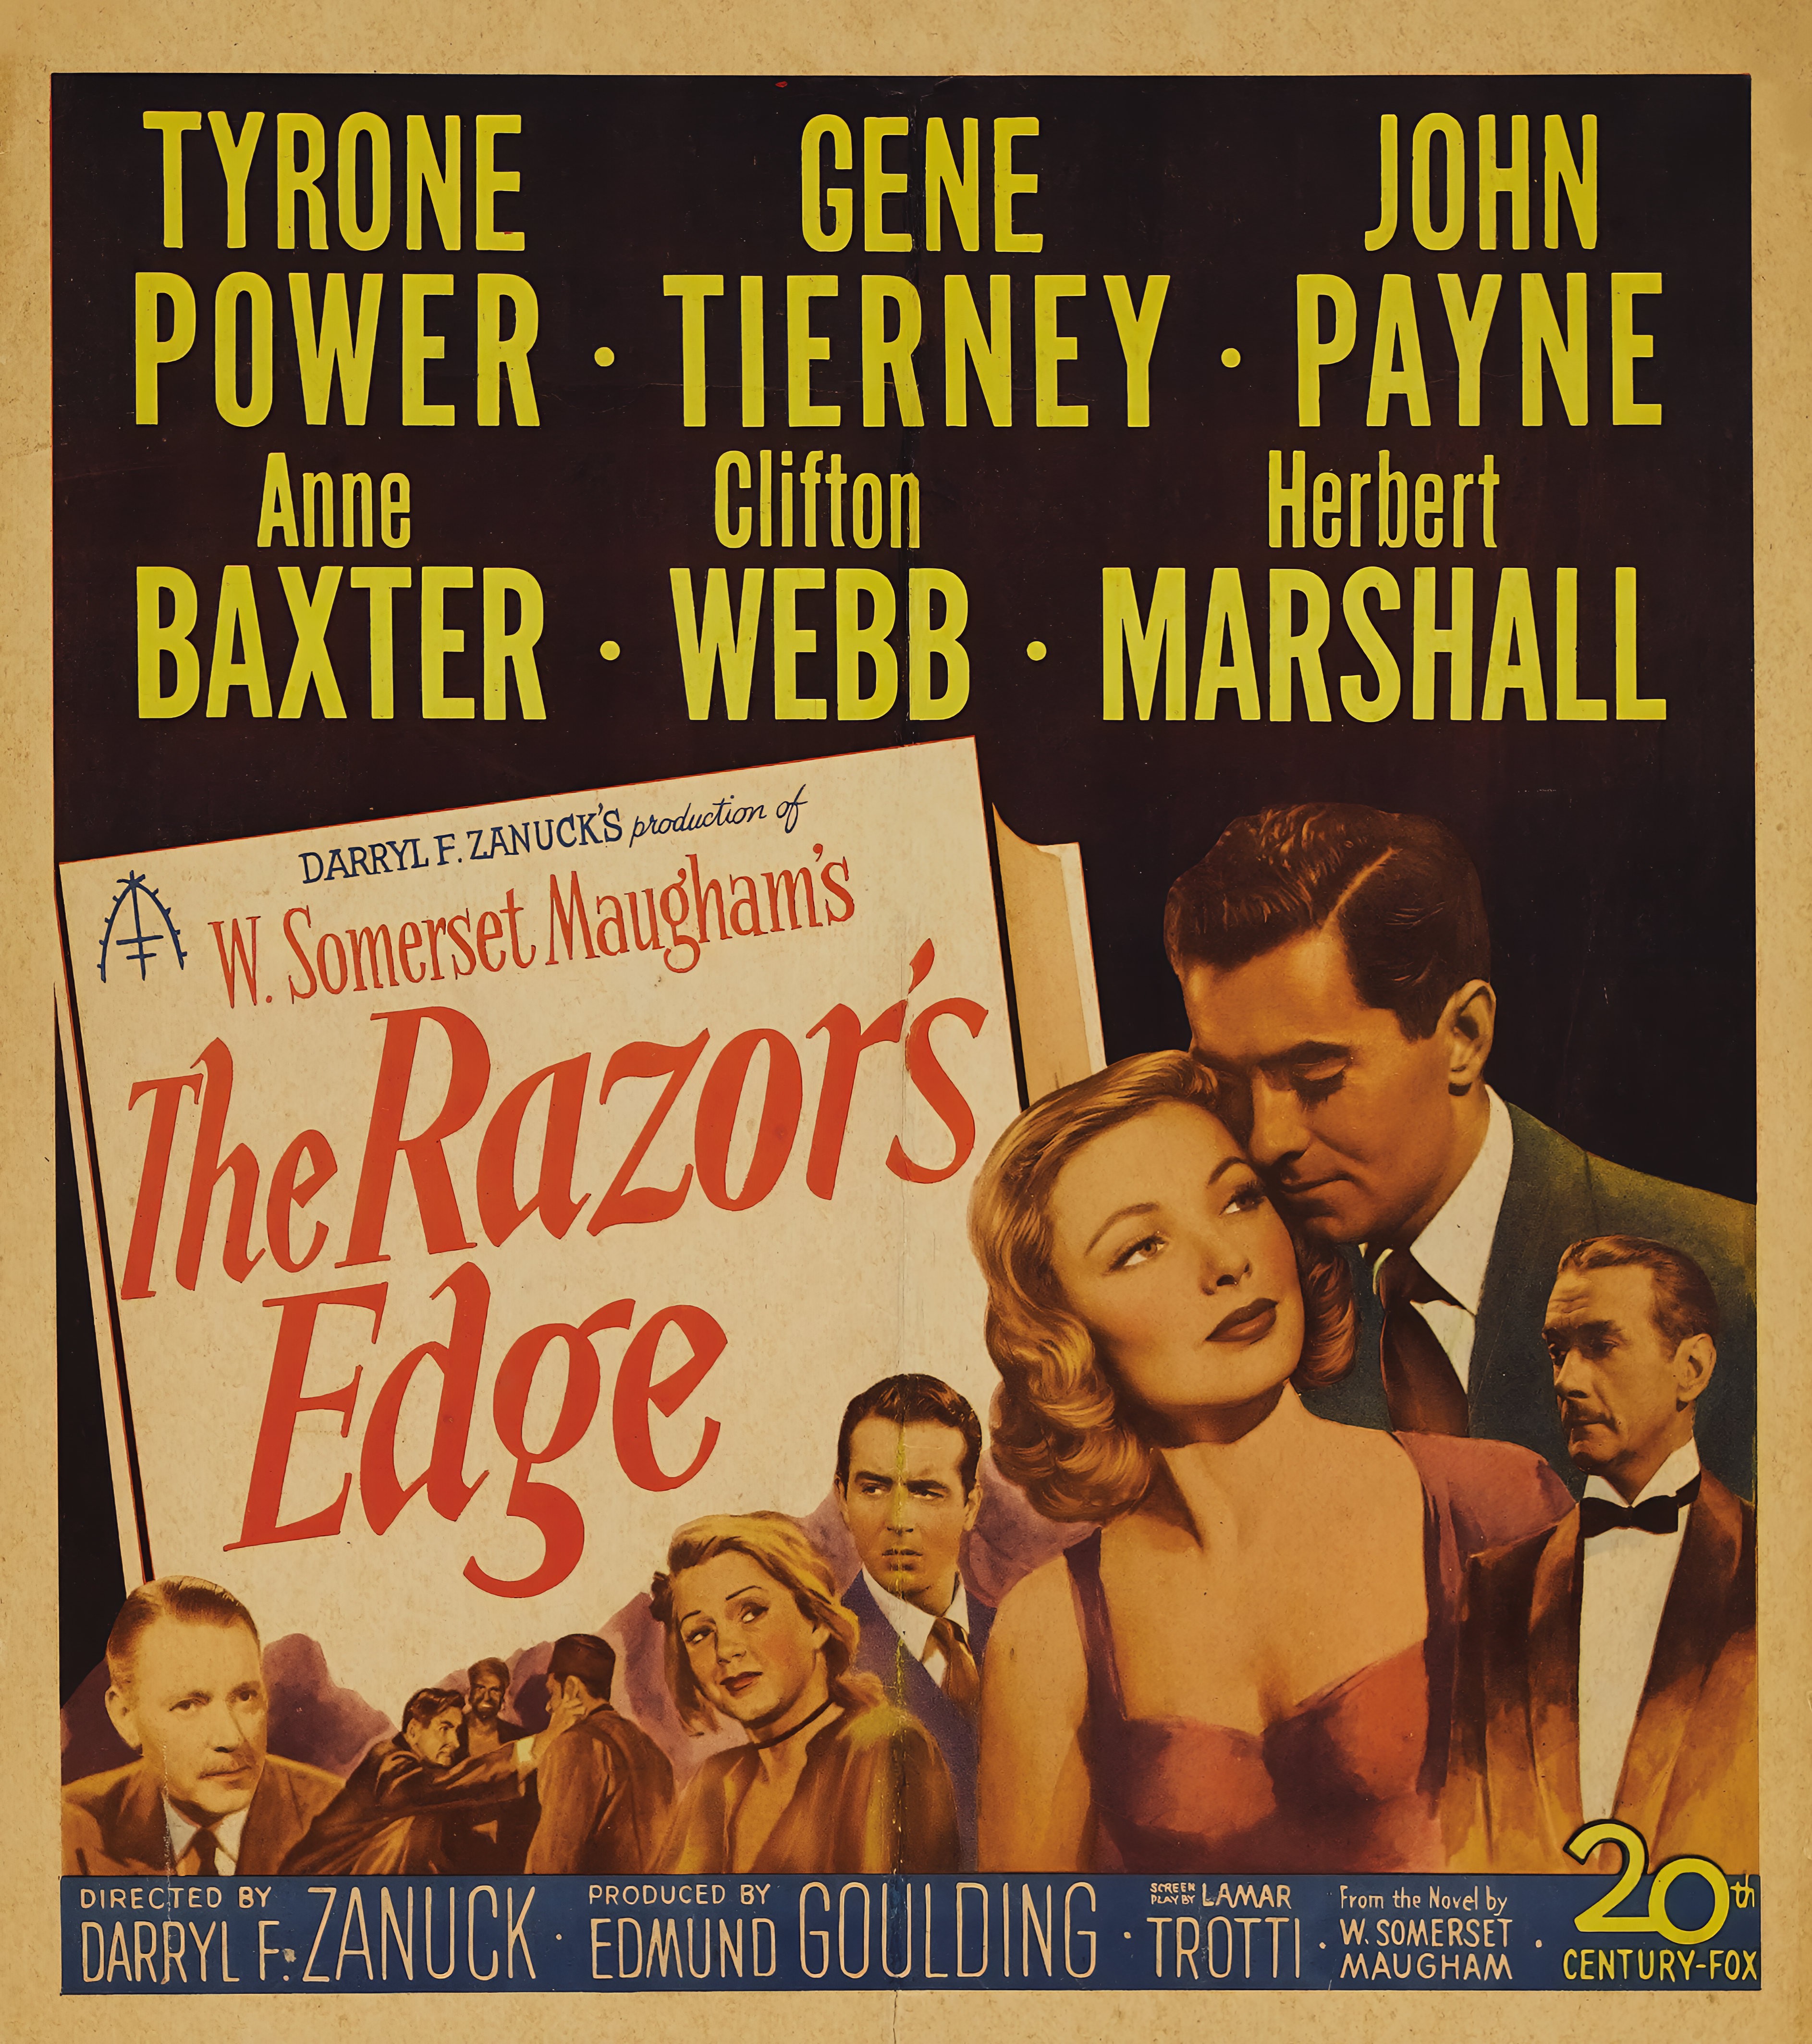 TYRONE GENE JOHN
POWER · TIERNEY · PAYNE
Anne Clifton Herbert
BAXTER · WEBB · MARSHALL
DARRYL F. ZANUCK'S production of
W. Somerset Maugham's
The Razor's
Edge
DIRECTED BY
DARRYL F. ZANUCK ·
PRODUCED BY
EDMUND GOULDING ·
SCREEN PLAY BY LAMAR
TROTTI ·
From the Novel by
W. SOMERSET
MAUGHAM ·
20th
CENTURY-FOX